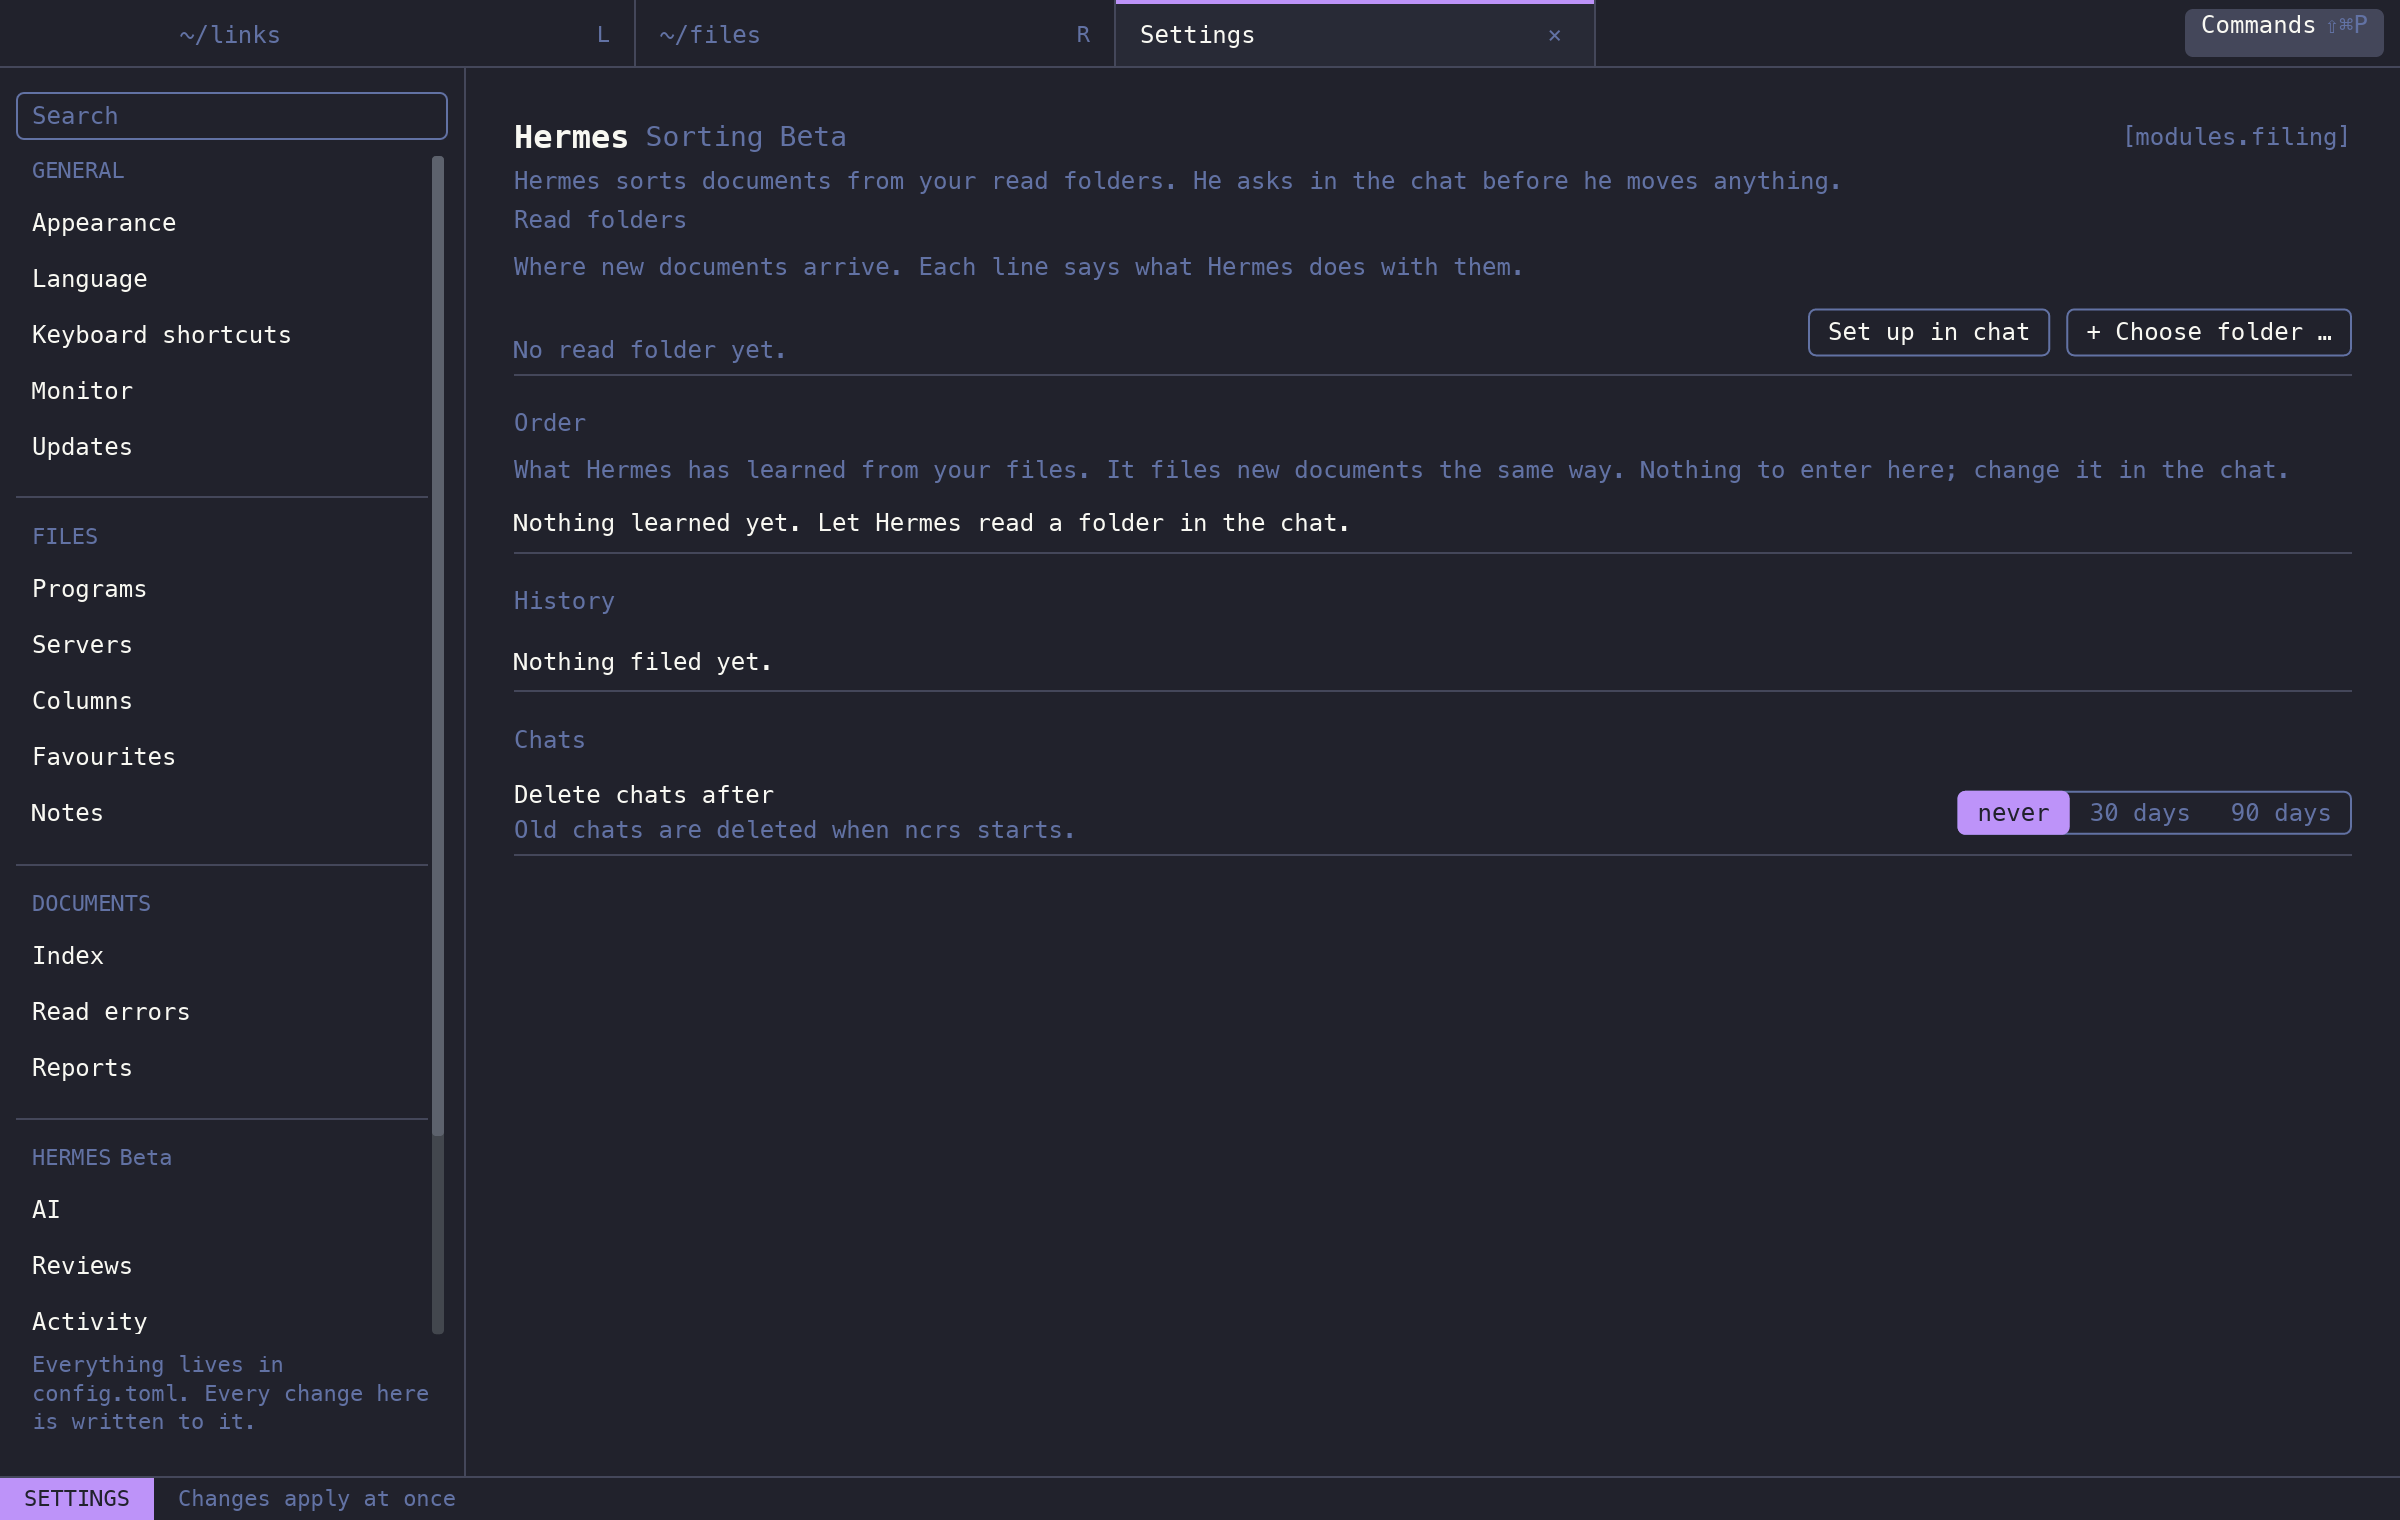 ~/links L ~/files R Settings × Commands ⇧⌘P
Search
GENERAL
Appearance
Language
Keyboard shortcuts
Monitor
Updates
FILES
Programs
Servers
Columns
Favourites
Notes
DOCUMENTS
Index
Read errors
Reports
HERMES Beta
AI
Reviews
Activity
Everything lives in
config.toml. Every change here
is written to it.
Hermes Sorting Beta [modules.filing]
Hermes sorts documents from your read folders. He asks in the chat before he moves anything.
Read folders
Where new documents arrive. Each line says what Hermes does with them.
No read folder yet. Set up in chat + Choose folder …
Order
What Hermes has learned from your files. It files new documents the same way. Nothing to enter here; change it in the chat.
Nothing learned yet. Let Hermes read a folder in the chat.
History
Nothing filed yet.
Chats
Delete chats after
Old chats are deleted when ncrs starts.
never 30 days 90 days
SETTINGS Changes apply at once